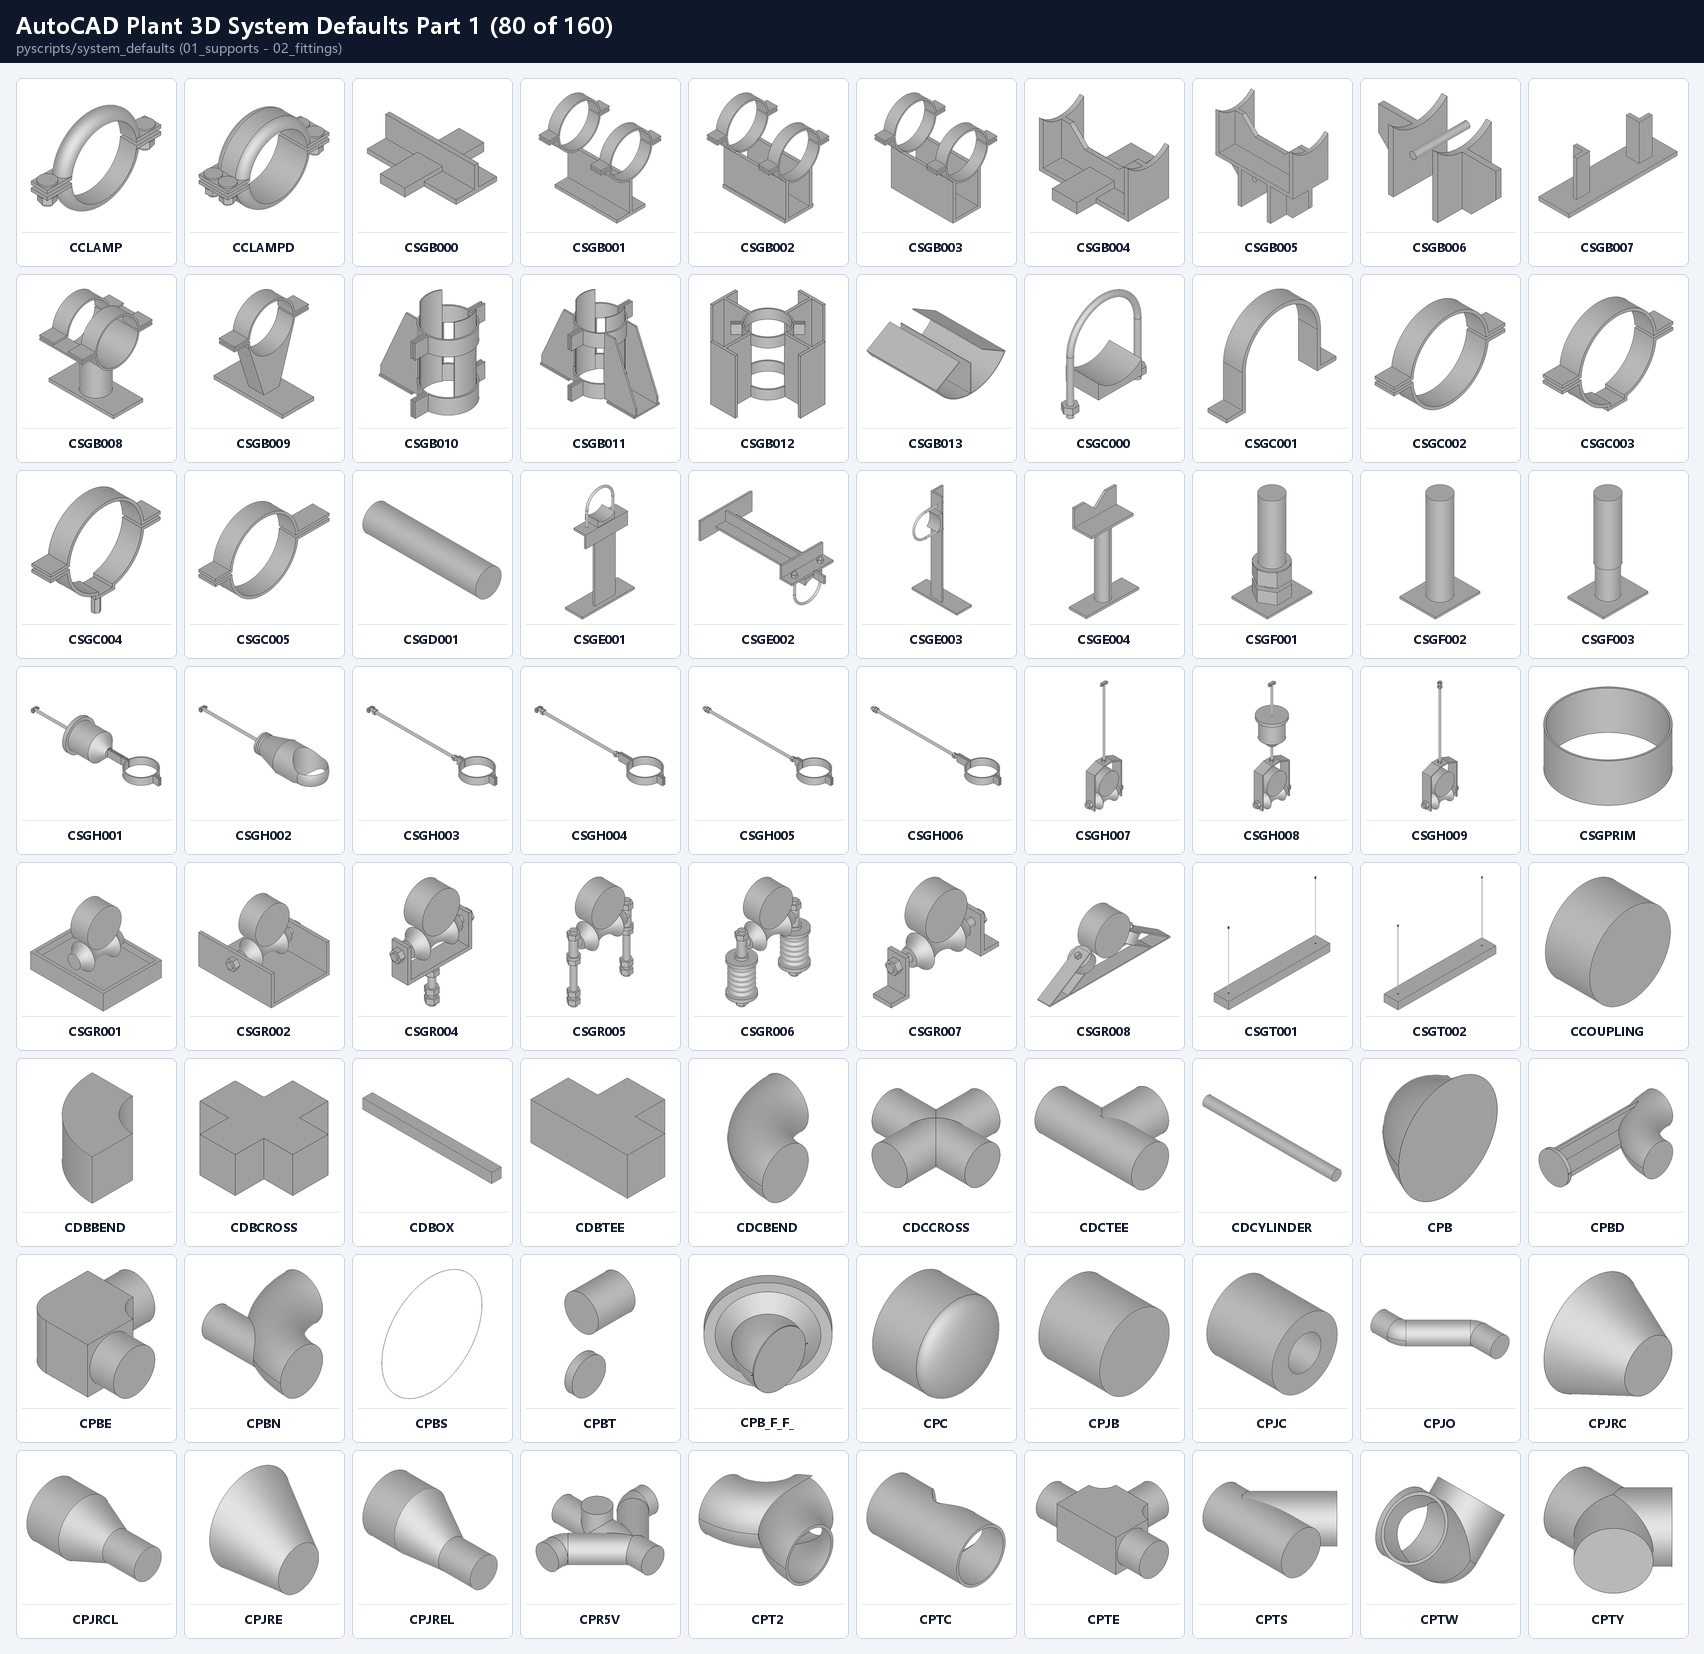 AutoCAD Plant 3D System Defaults Part 1 (80 of 160)
pyscripts/system_defaults (01_supports - 02_fittings)
CCLAMP CCLAMPD CSGB000 CSGB001 CSGB002 CSGB003 CSGB004 CSGB005 CSGB006 CSGB007
CSGB008 CSGB009 CSGB010 CSGB011 CSGB012 CSGB013 CSGC000 CSGC001 CSGC002 CSGC003
CSGC004 CSGC005 CSGD001 CSGE001 CSGE002 CSGE003 CSGE004 CSGF001 CSGF002 CSGF003
CSGH001 CSGH002 CSGH003 CSGH004 CSGH005 CSGH006 CSGH007 CSGH008 CSGH009 CSGPRIM
CSGR001 CSGR002 CSGR004 CSGR005 CSGR006 CSGR007 CSGR008 CSGT001 CSGT002 CCOUPLING
CDBBEND CDBCROSS CDBOX CDBTEE CDCBEND CDCCROSS CDCTEE CDCYLINDER CPB CPBD
CPBE CPBN CPBS CPBT CPB_F_F_ CPC CPJB CPJC CPJO CPJRC
CPJRCL CPJRE CPJREL CPR5V CPT2 CPTC CPTE CPTS CPTW CPTY